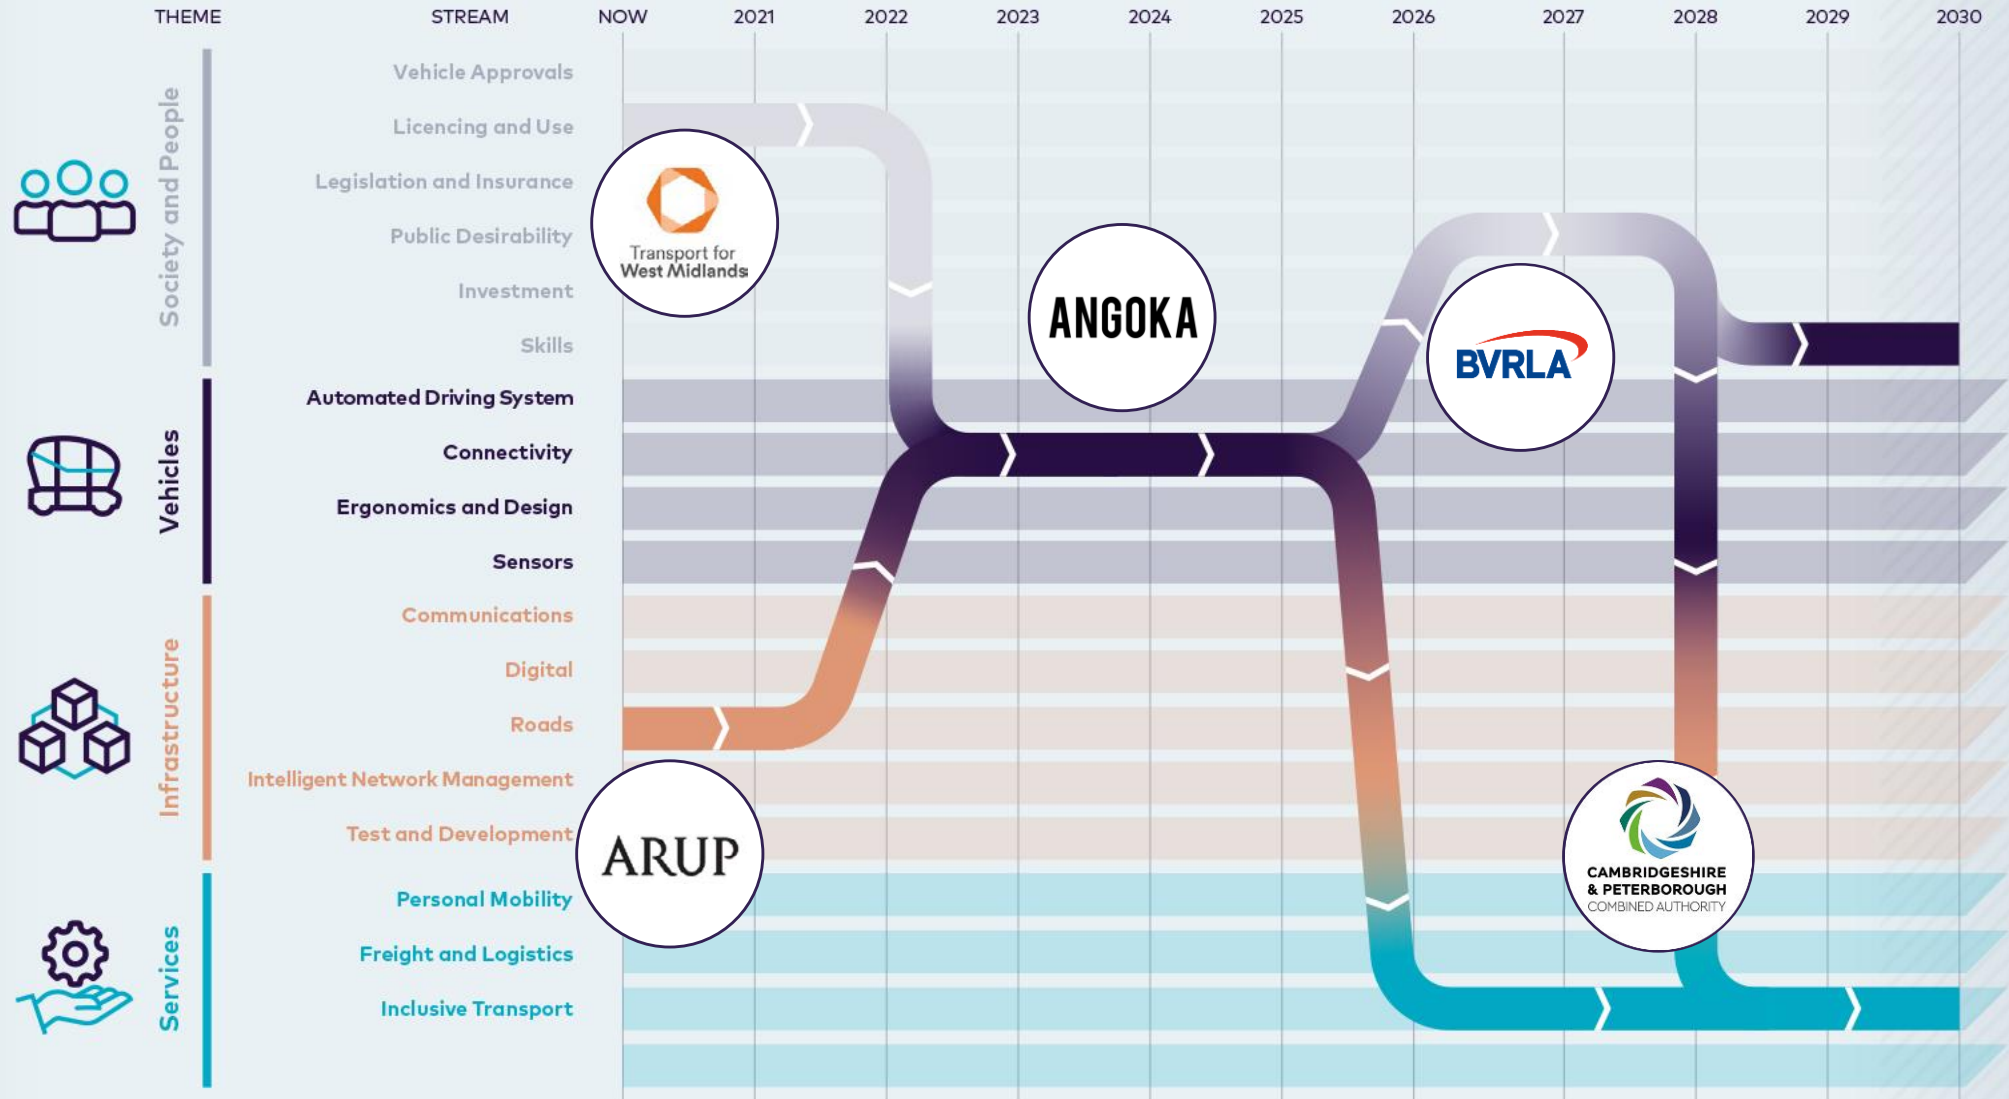 THEME STREAM NOW 2021 2022 2023 2024 2025 2026 2027 2028 2029 2030
Society and People
Vehicle Approvals
Licencing and Use
Legislation and Insurance
Public Desirability
Investment
Skills
Vehicles
Automated Driving System
Connectivity
Ergonomics and Design
Sensors
Infrastructure
Communications
Digital
Roads
Intelligent Network Management
Test and Development
Services
Personal Mobility
Freight and Logistics
Inclusive Transport
Transport for
West Midlands
ANGOKA
BVRLA
ARUP
CAMBRIDGESHIRE
& PETERBOROUGH
COMBINED AUTHORITY